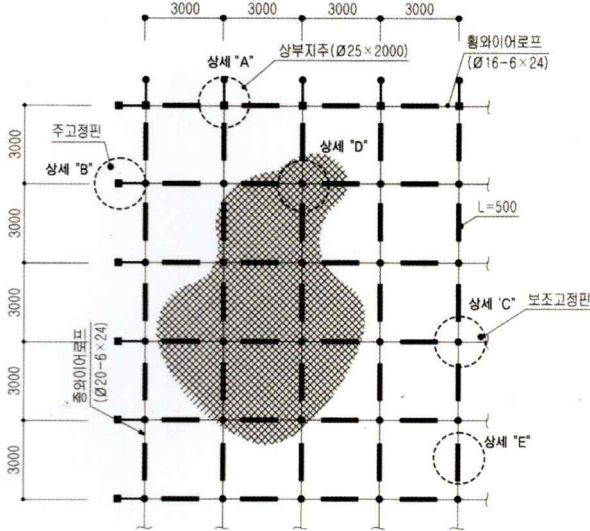 3000 3000 3000 3000
상세 "A"
상부지주(Ø25×2000)
횡와이어로프
(Ø16-6×24)
주고정핀
상세 "B"
상세 "D"
3000
3000
3000
3000
3000
L=500
상세 'C"
보조고정핀
종와이어로프
(Ø20-6×24)
상세 "E"